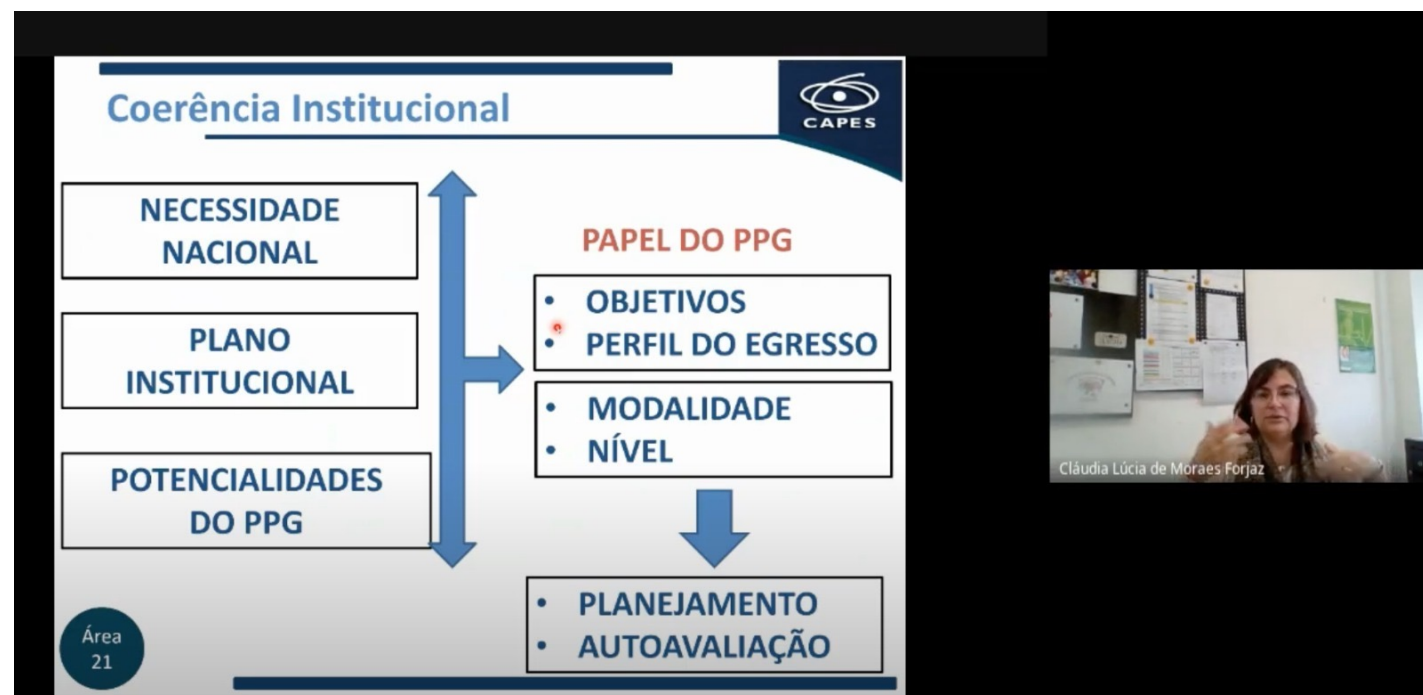 Coerência Institucional
CAPES
NECESSIDADE
NACIONAL
PLANO
INSTITUCIONAL
POTENCIALIDADES
DO PPG
PAPEL DO PPG
• OBJETIVOS
• PERFIL DO EGRESSO
• MODALIDADE
• NÍVEL
• PLANEJAMENTO
• AUTOAVALIAÇÃO
Área
21
Cláudia Lúcia de Moraes Forjaz